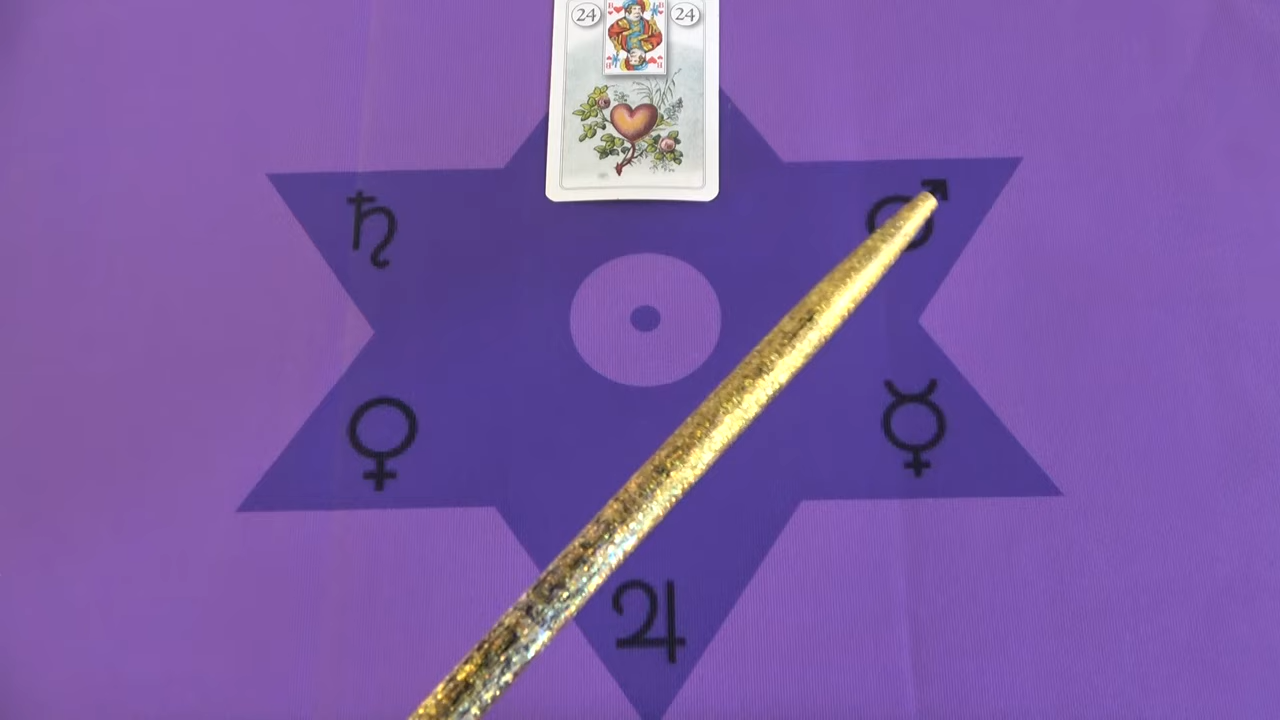 24 24
♄ ♂
♀ ☿
♃